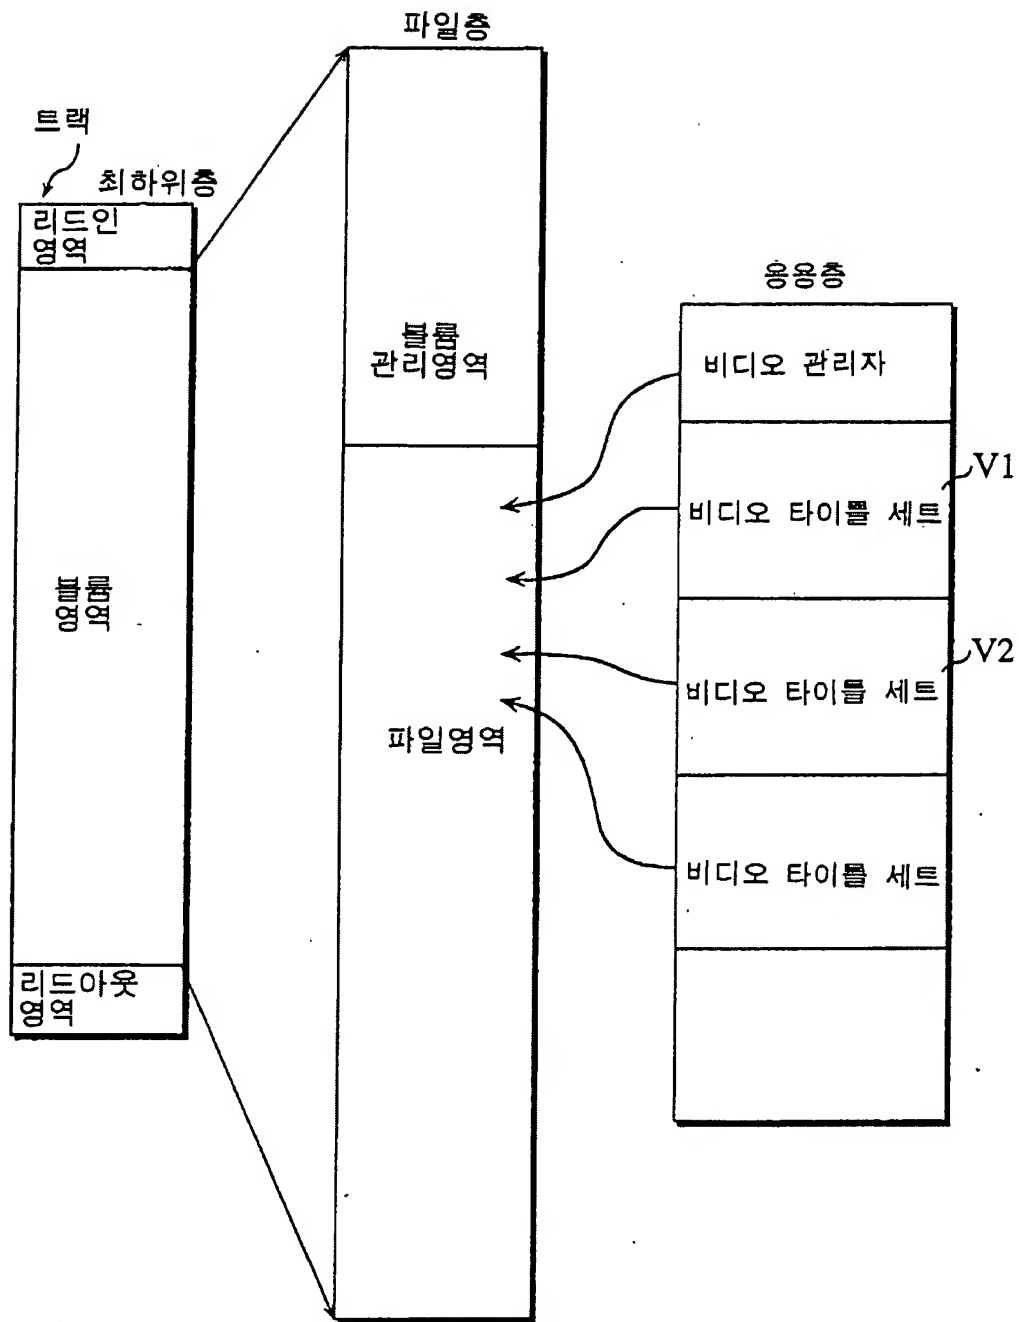 파일층
트랙
최하위층
리드인
영역
볼륨
영역
리드아웃
영역
볼륨
관리영역
파일영역
응용층
비디오 관리자
비디오 타이틀 세트
V1
비디오 타이틀 세트
V2
비디오 타이틀 세트